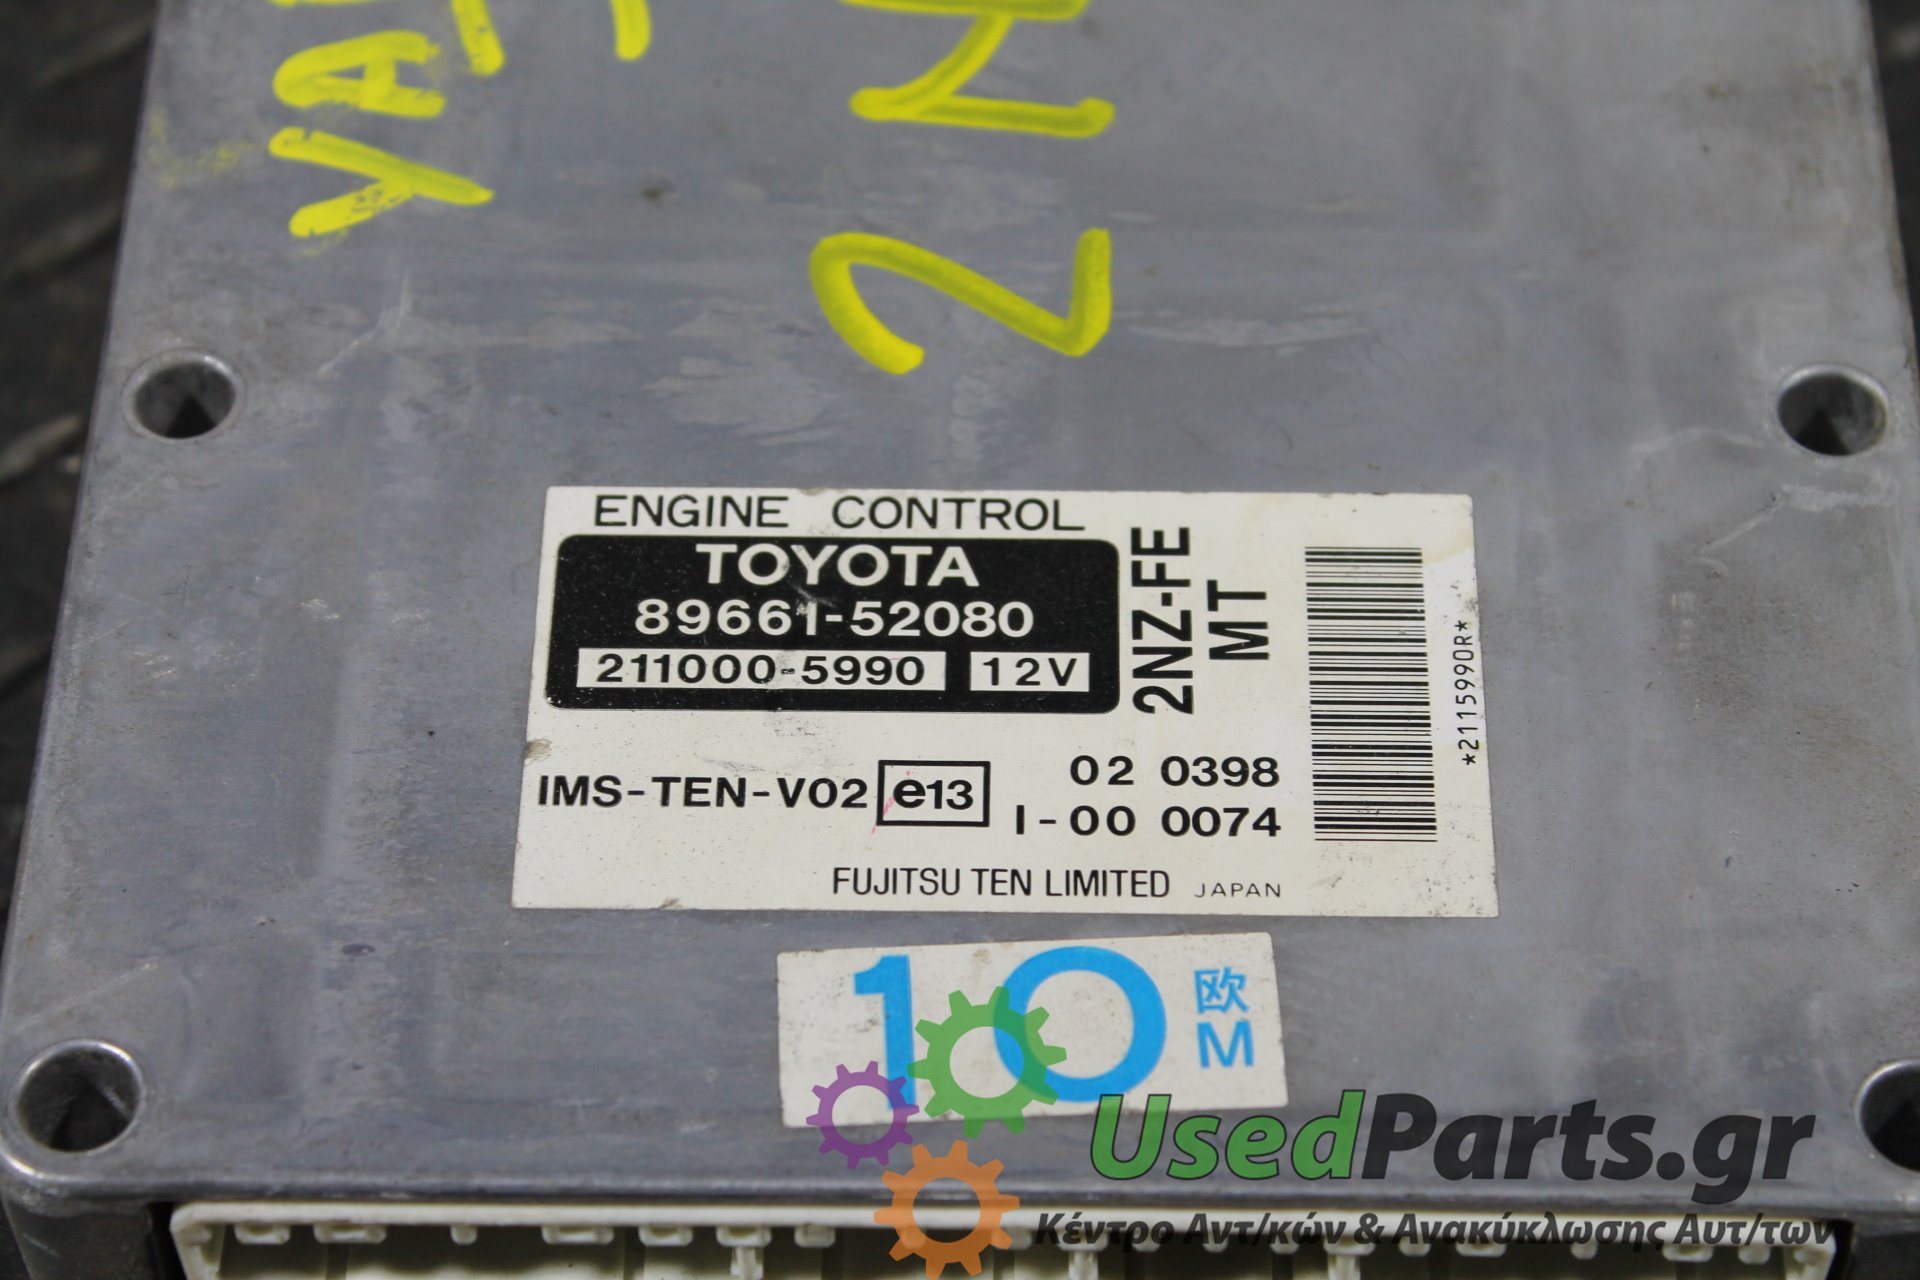 2
ENGINE CONTROL
TOYOTA
89661-52080
211000-5990 12V
2NZ-FE
MT
*2115990R*
IMS-TEN-V02 e13 02 0398
I-00 0074
FUJITSU TEN LIMITED JAPAN
10 欧
M
UsedParts.gr
Κέντρο Αντ/κών & Ανακύκλωσης Αυτ/των